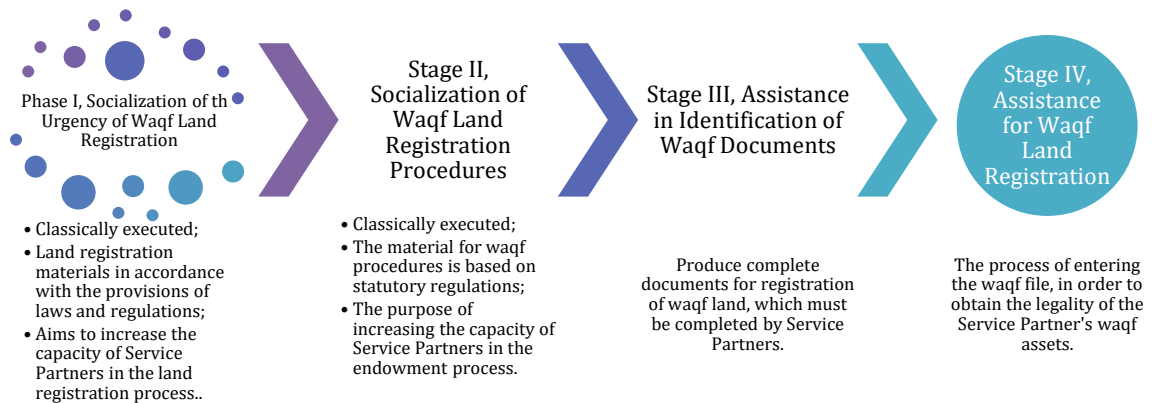 Phase I, Socialization of th
Urgency of Waqf Land
Registration
• Classically executed;
• Land registration
materials in accordance
with the provisions of
laws and regulations;
• Aims to increase the
capacity of Service
Partners in the land
registration process..
Stage II,
Socialization of
Waqf Land
Registration
Procedures
• Classically executed;
• The material for waqf
procedures is based on
statutory regulations;
• The purpose of
increasing the capacity of
Service Partners in the
endowment process.
Stage III, Assistance
in Identification of
Waqf Documents
Produce complete
documents for registration
of waqf land, which must
be completed by Service
Partners.
Stage IV,
Assistance
for Waqf
Land
Registration
The process of entering
the waqf file, in order to
obtain the legality of the
Service Partner's waqf
assets.